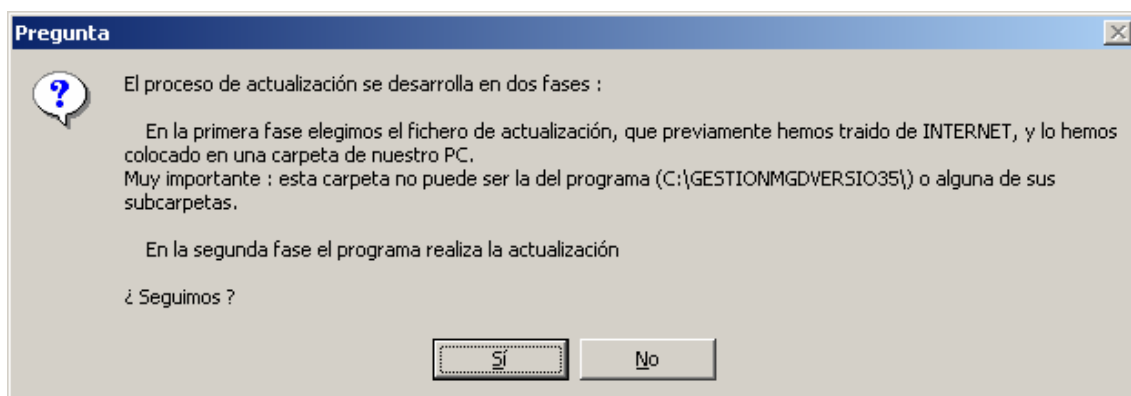 Pregunta
El proceso de actualización se desarrolla en dos fases :
En la primera fase elegimos el fichero de actualización, que previamente hemos traido de INTERNET, y lo hemos
colocado en una carpeta de nuestro PC.
Muy importante : esta carpeta no puede ser la del programa (C:\GESTIONMGDVERSIO35\) o alguna de sus
subcarpetas.
En la segunda fase el programa realiza la actualización
¿ Seguimos ?
Sí No